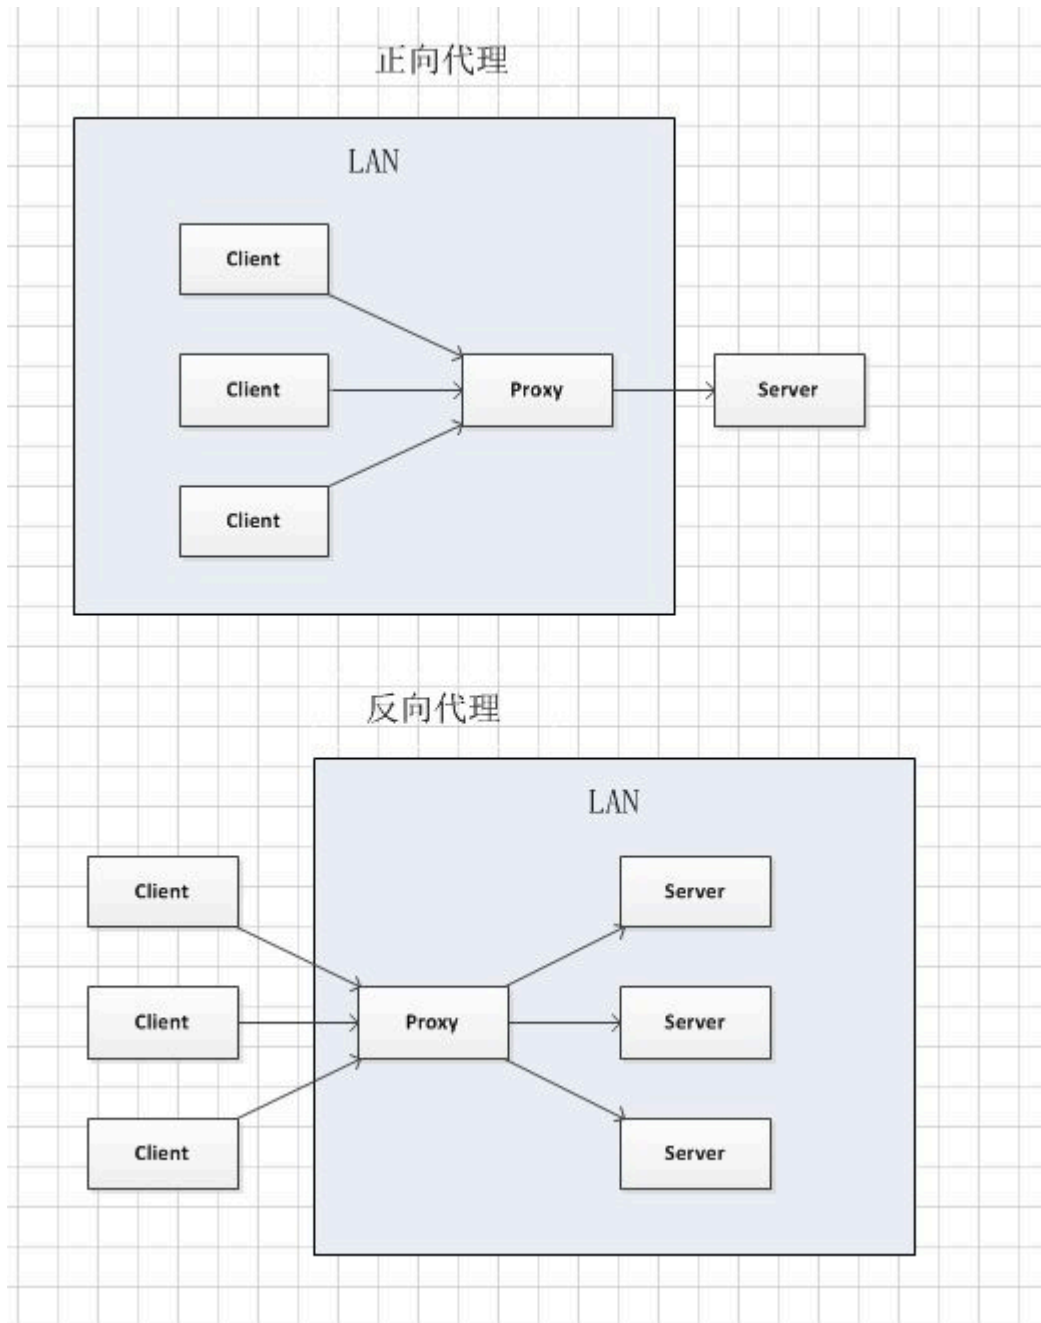 正向代理
LAN
Client
Client
Proxy
Server
Client
反向代理
LAN
Client
Server
Client
Proxy
Server
Client
Server